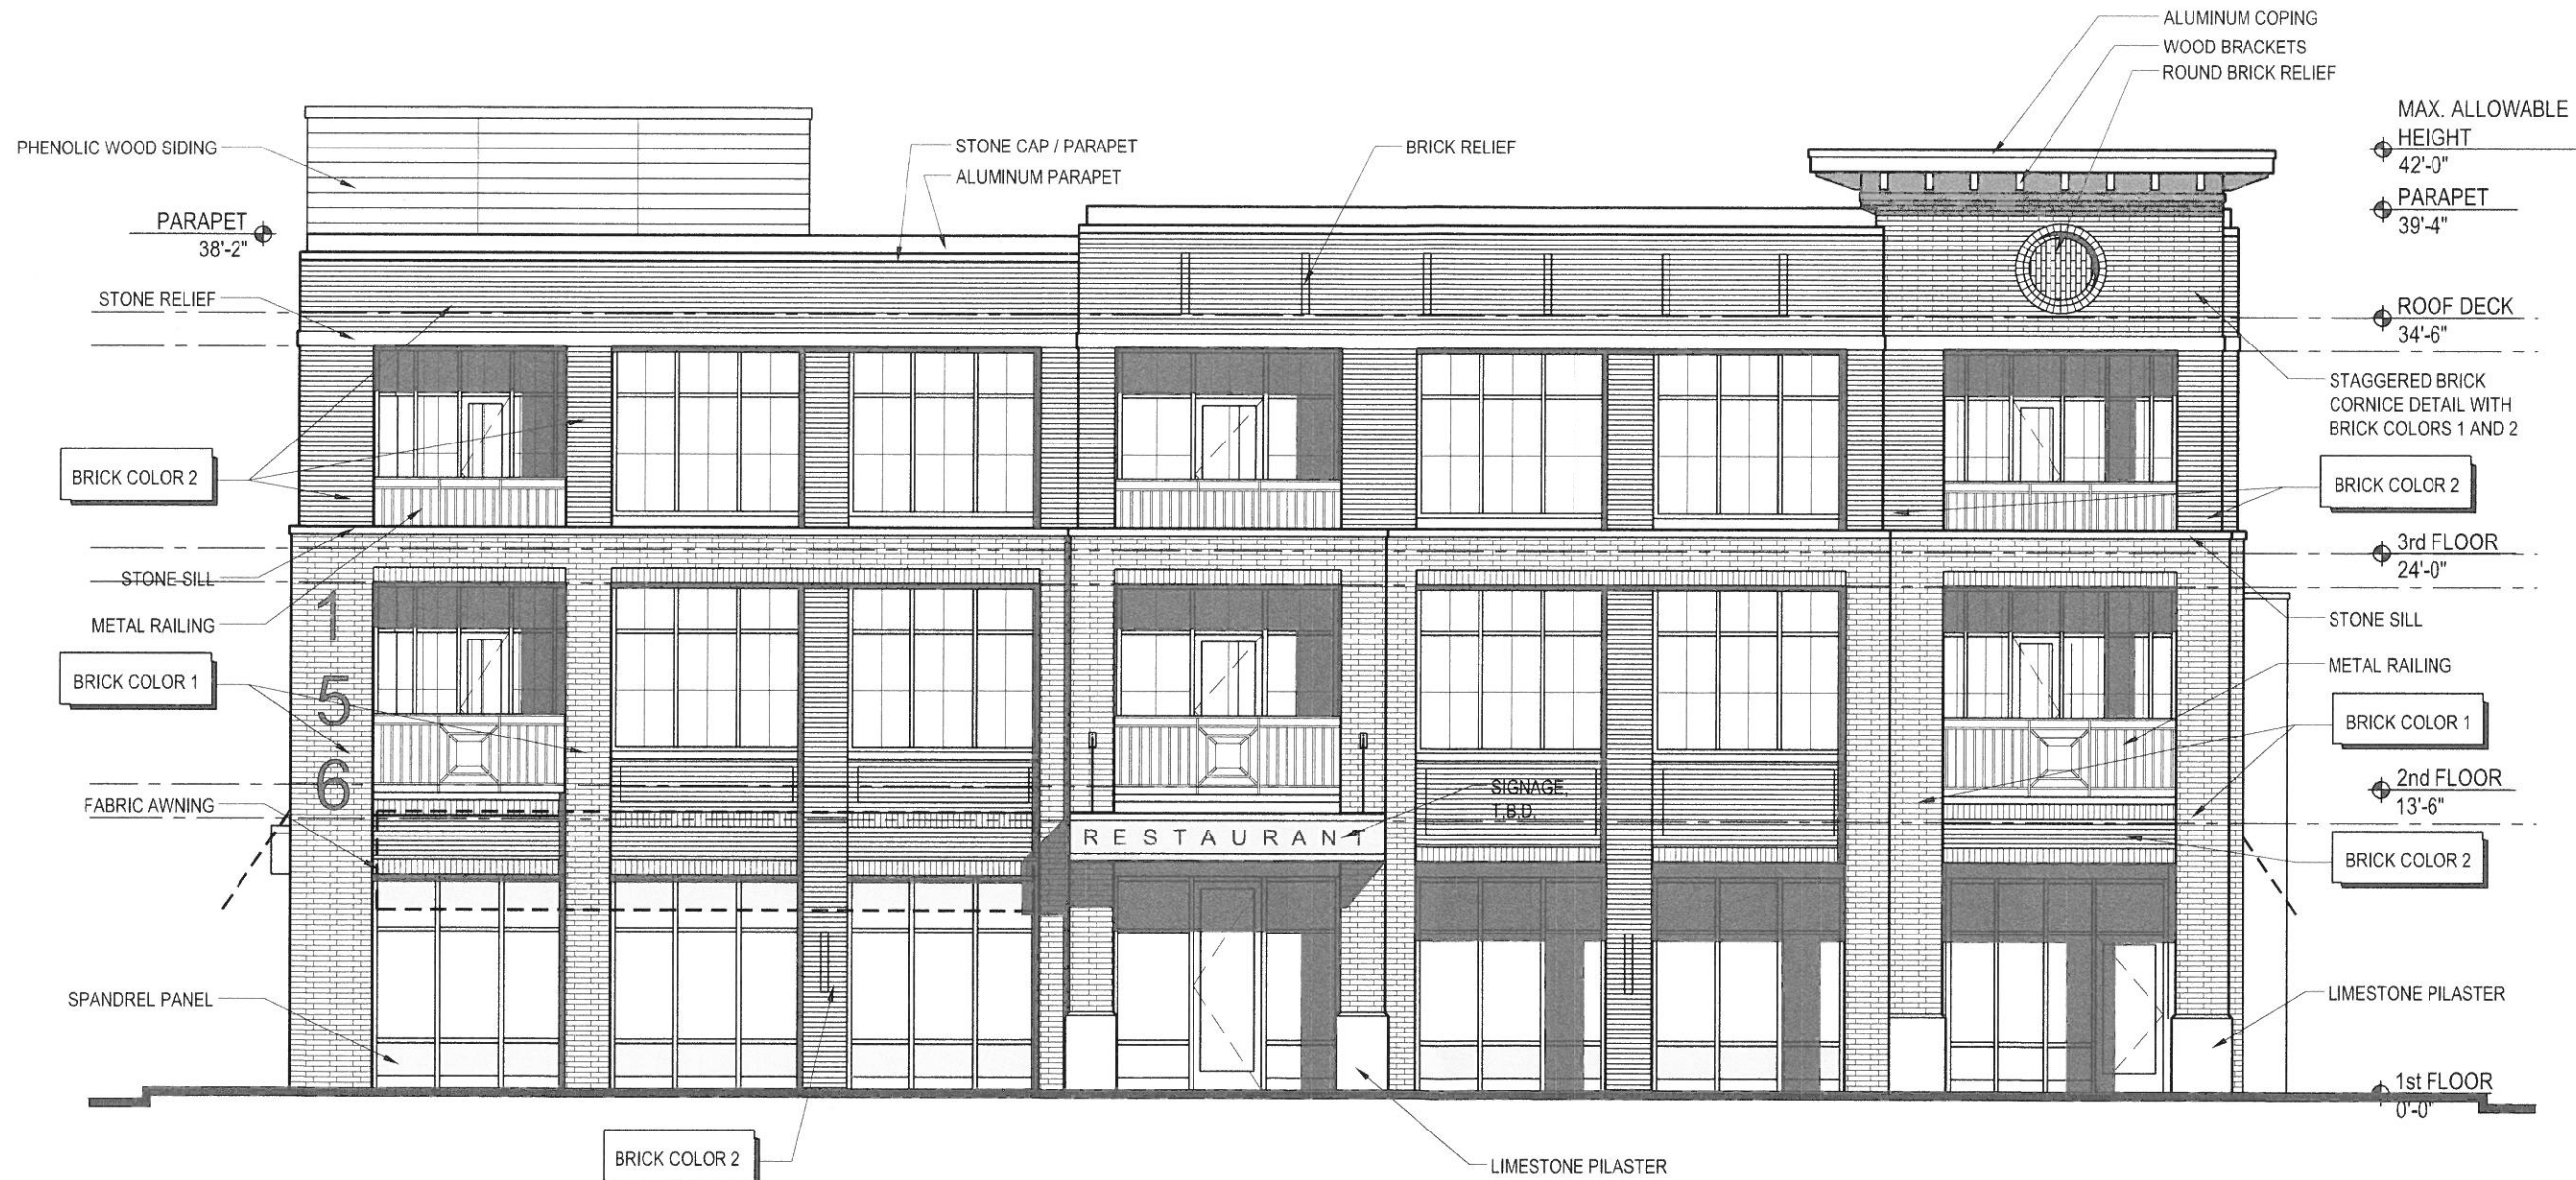 ALUMINUM COPING
WOOD BRACKETS
ROUND BRICK RELIEF
MAX. ALLOWABLE
HEIGHT
42'-0"
PHENOLIC WOOD SIDING
STONE CAP / PARAPET
BRICK RELIEF
ALUMINUM PARAPET
PARAPET
39'-4"
PARAPET
38'-2"
STONE RELIEF
ROOF DECK
34'-6"
STAGGERED BRICK
CORNICE DETAIL WITH
BRICK COLORS 1 AND 2
BRICK COLOR 2
BRICK COLOR 2
3rd FLOOR
24'-0"
STONE SILL
1
5
6
METAL RAILING
STONE SILL
METAL RAILING
BRICK COLOR 1
BRICK COLOR 1
2nd FLOOR
13'-6"
SIGNAGE,
T.B.D.
FABRIC AWNING
RESTAURANT
BRICK COLOR 2
SPANDREL PANEL
LIMESTONE PILASTER
1st FLOOR
0'-0"
BRICK COLOR 2
LIMESTONE PILASTER